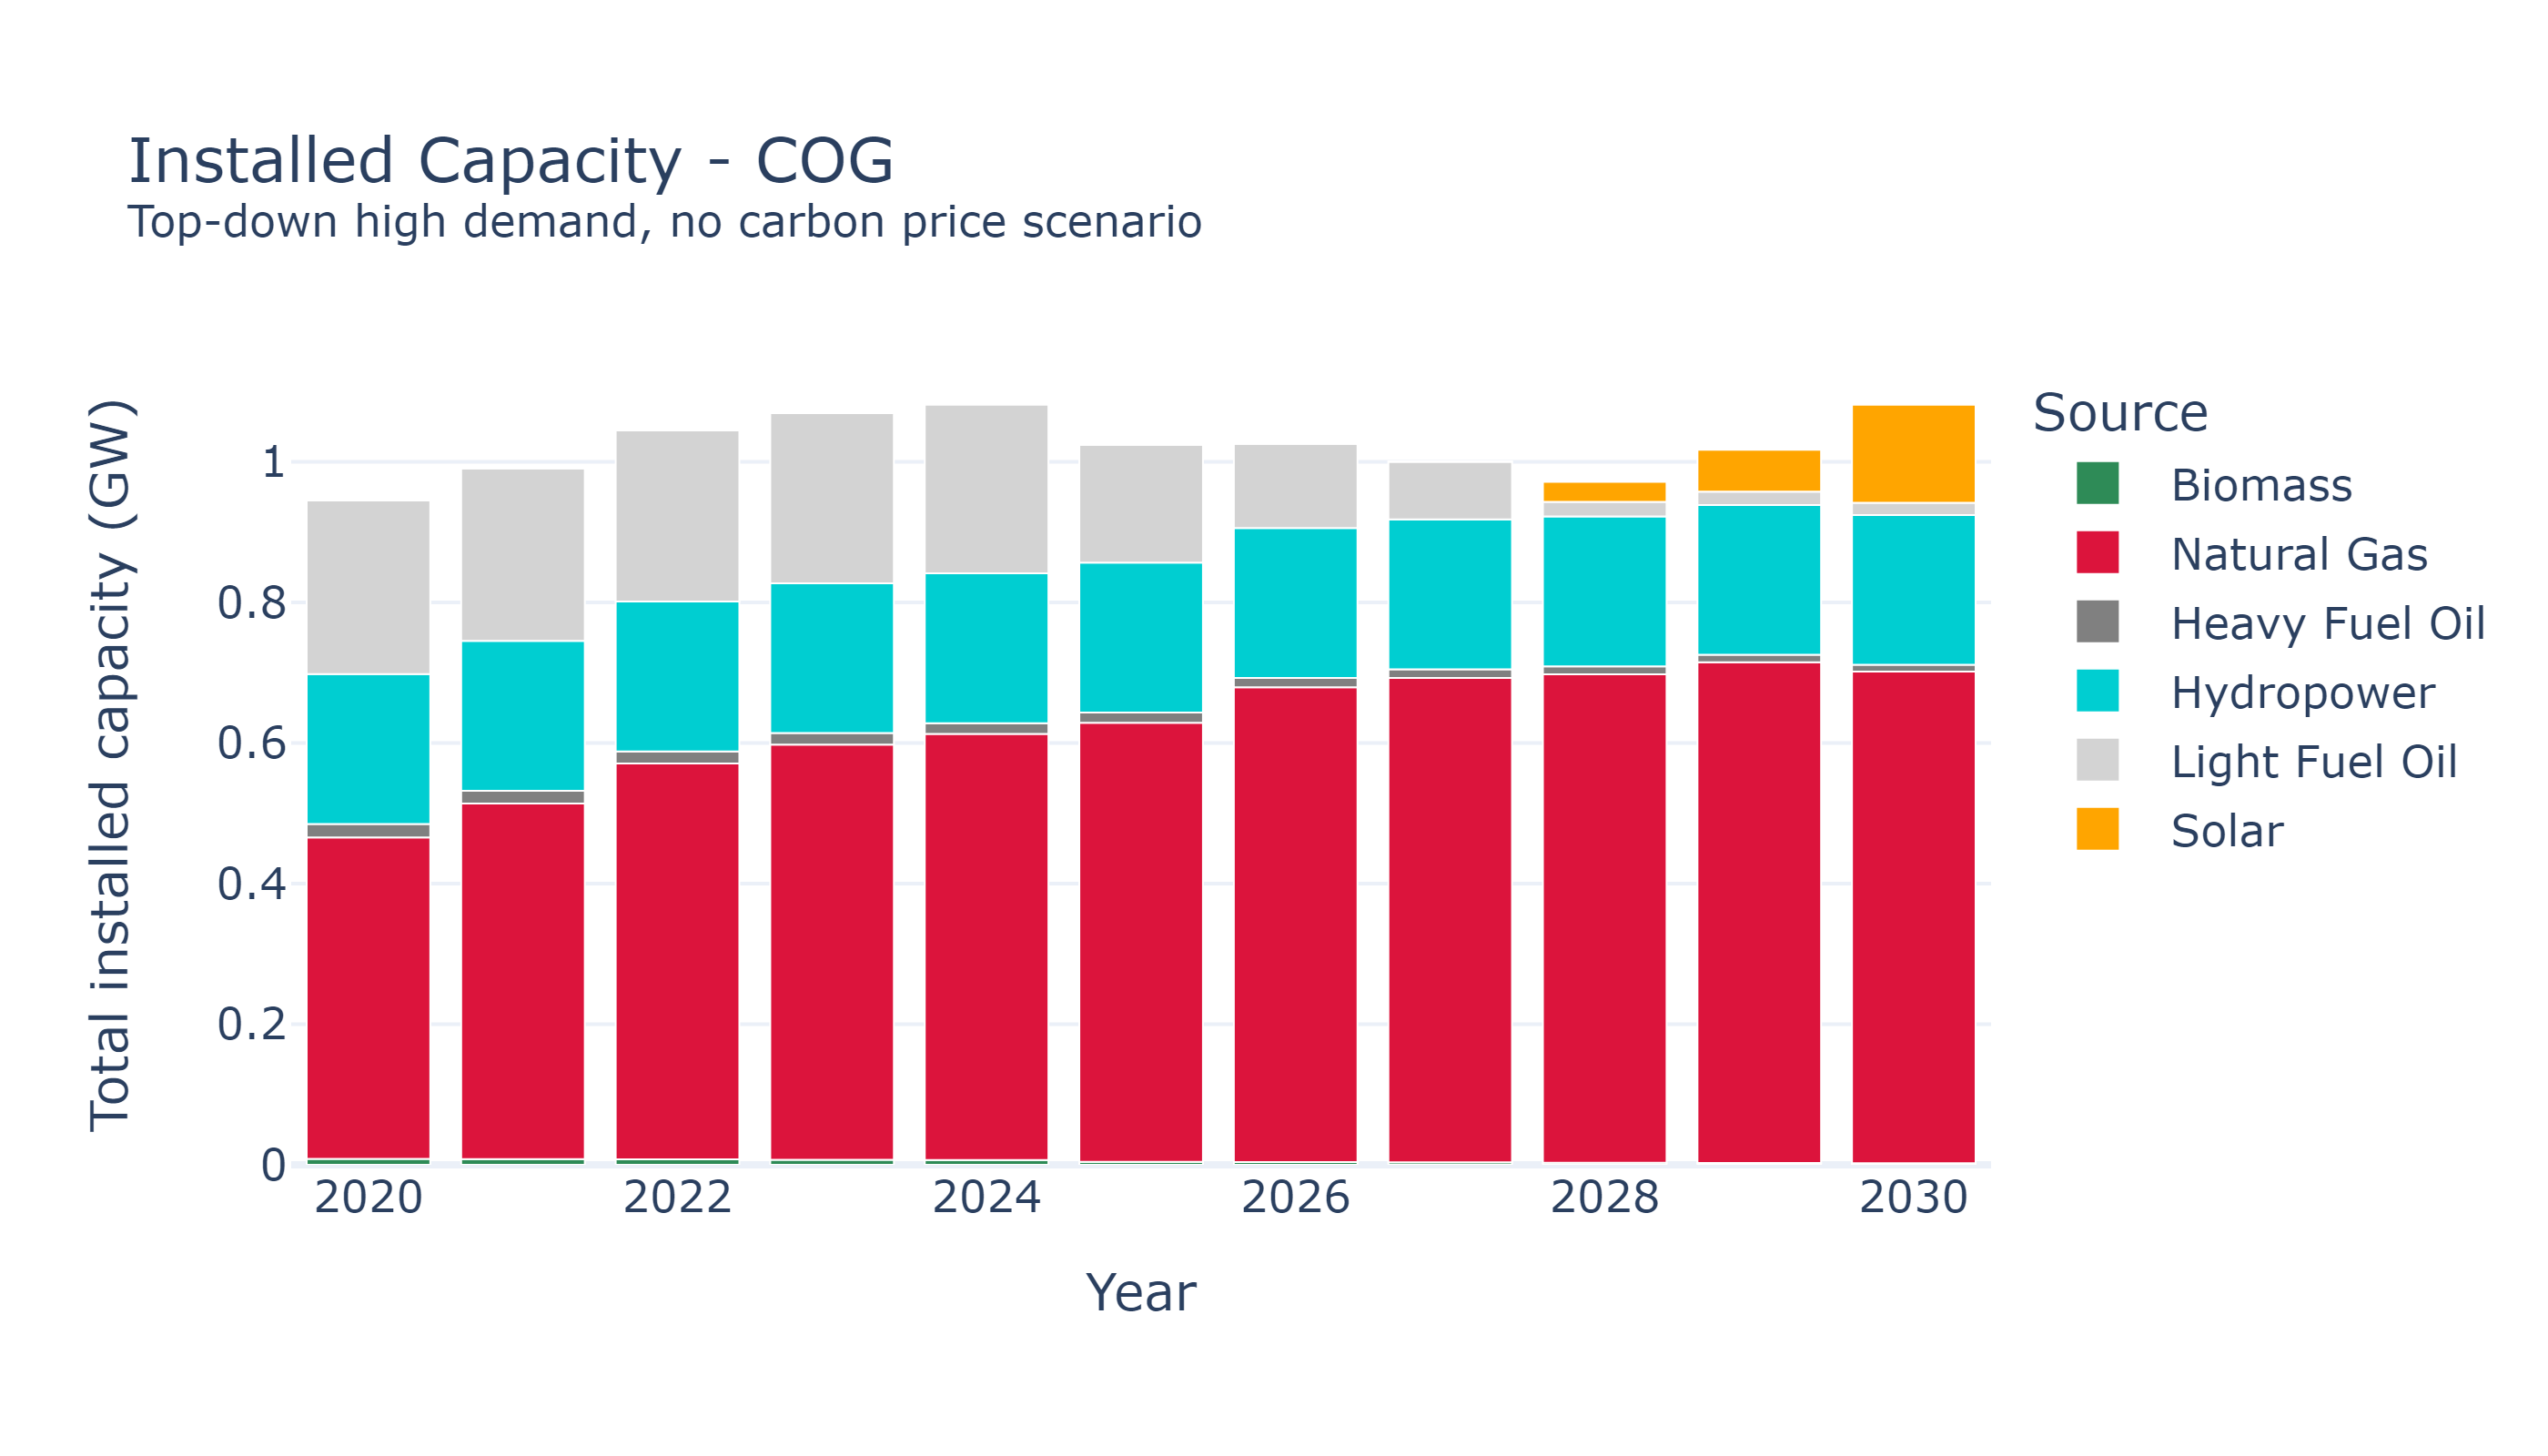 Installed Capacity - COG
Top-down high demand, no carbon price scenario
Total installed capacity (GW)
1
0.8
0.6
0.4
0.2
0
2020
2022
2024
2026
2028
2030
Year
Source
Biomass
Natural Gas
Heavy Fuel Oil
Hydropower
Light Fuel Oil
Solar